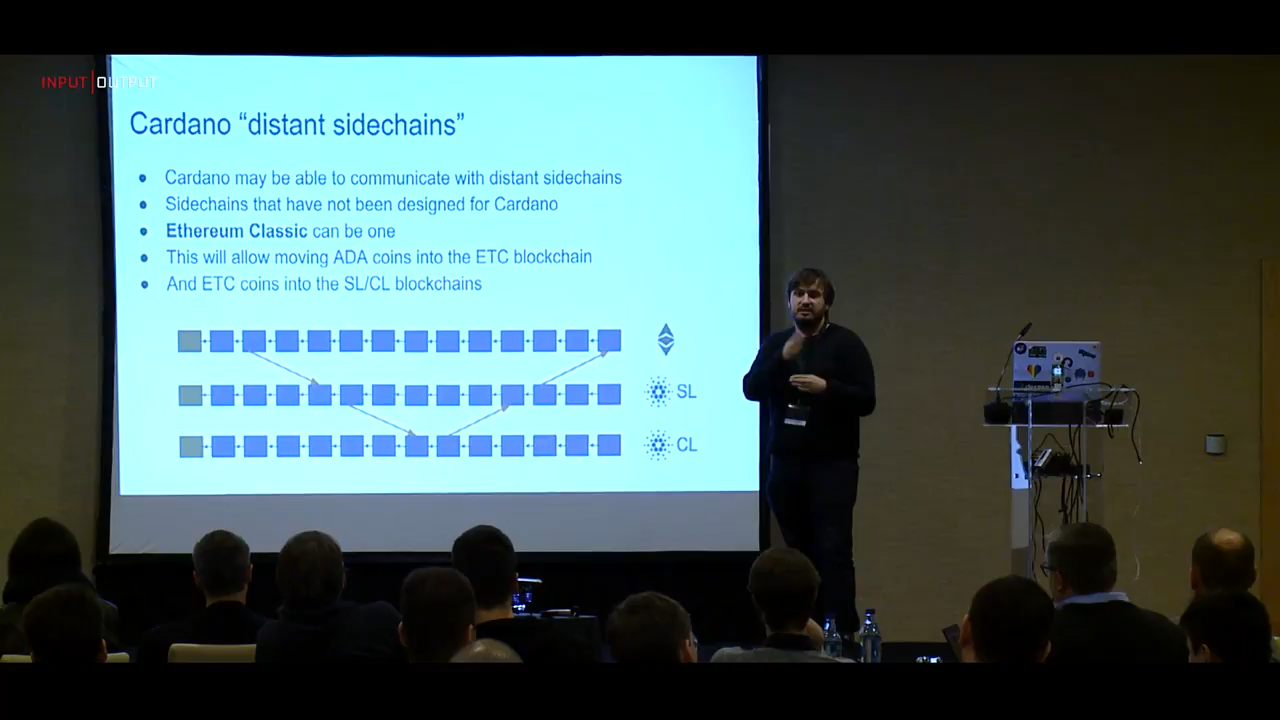 INPUT|OUTPUT
Cardano “distant sidechains”
Cardano may be able to communicate with distant sidechains
Sidechains that have not been designed for Cardano
Ethereum Classic can be one
This will allow moving ADA coins into the ETC blockchain
And ETC coins into the SL/CL blockchains
SL
CL